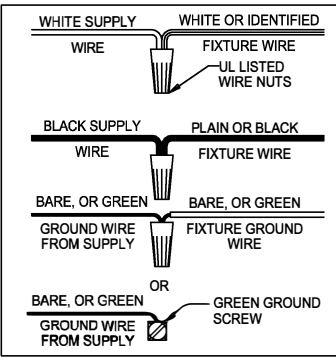 WHITE SUPPLY
WIRE
WHITE OR IDENTIFIED
FIXTURE WIRE
UL LISTED
WIRE NUTS
BLACK SUPPLY
WIRE
PLAIN OR BLACK
FIXTURE WIRE
BARE, OR GREEN
GROUND WIRE
FROM SUPPLY
BARE, OR GREEN
FIXTURE GROUND
WIRE
OR
BARE, OR GREEN
GROUND WIRE
FROM SUPPLY
GREEN GROUND
SCREW